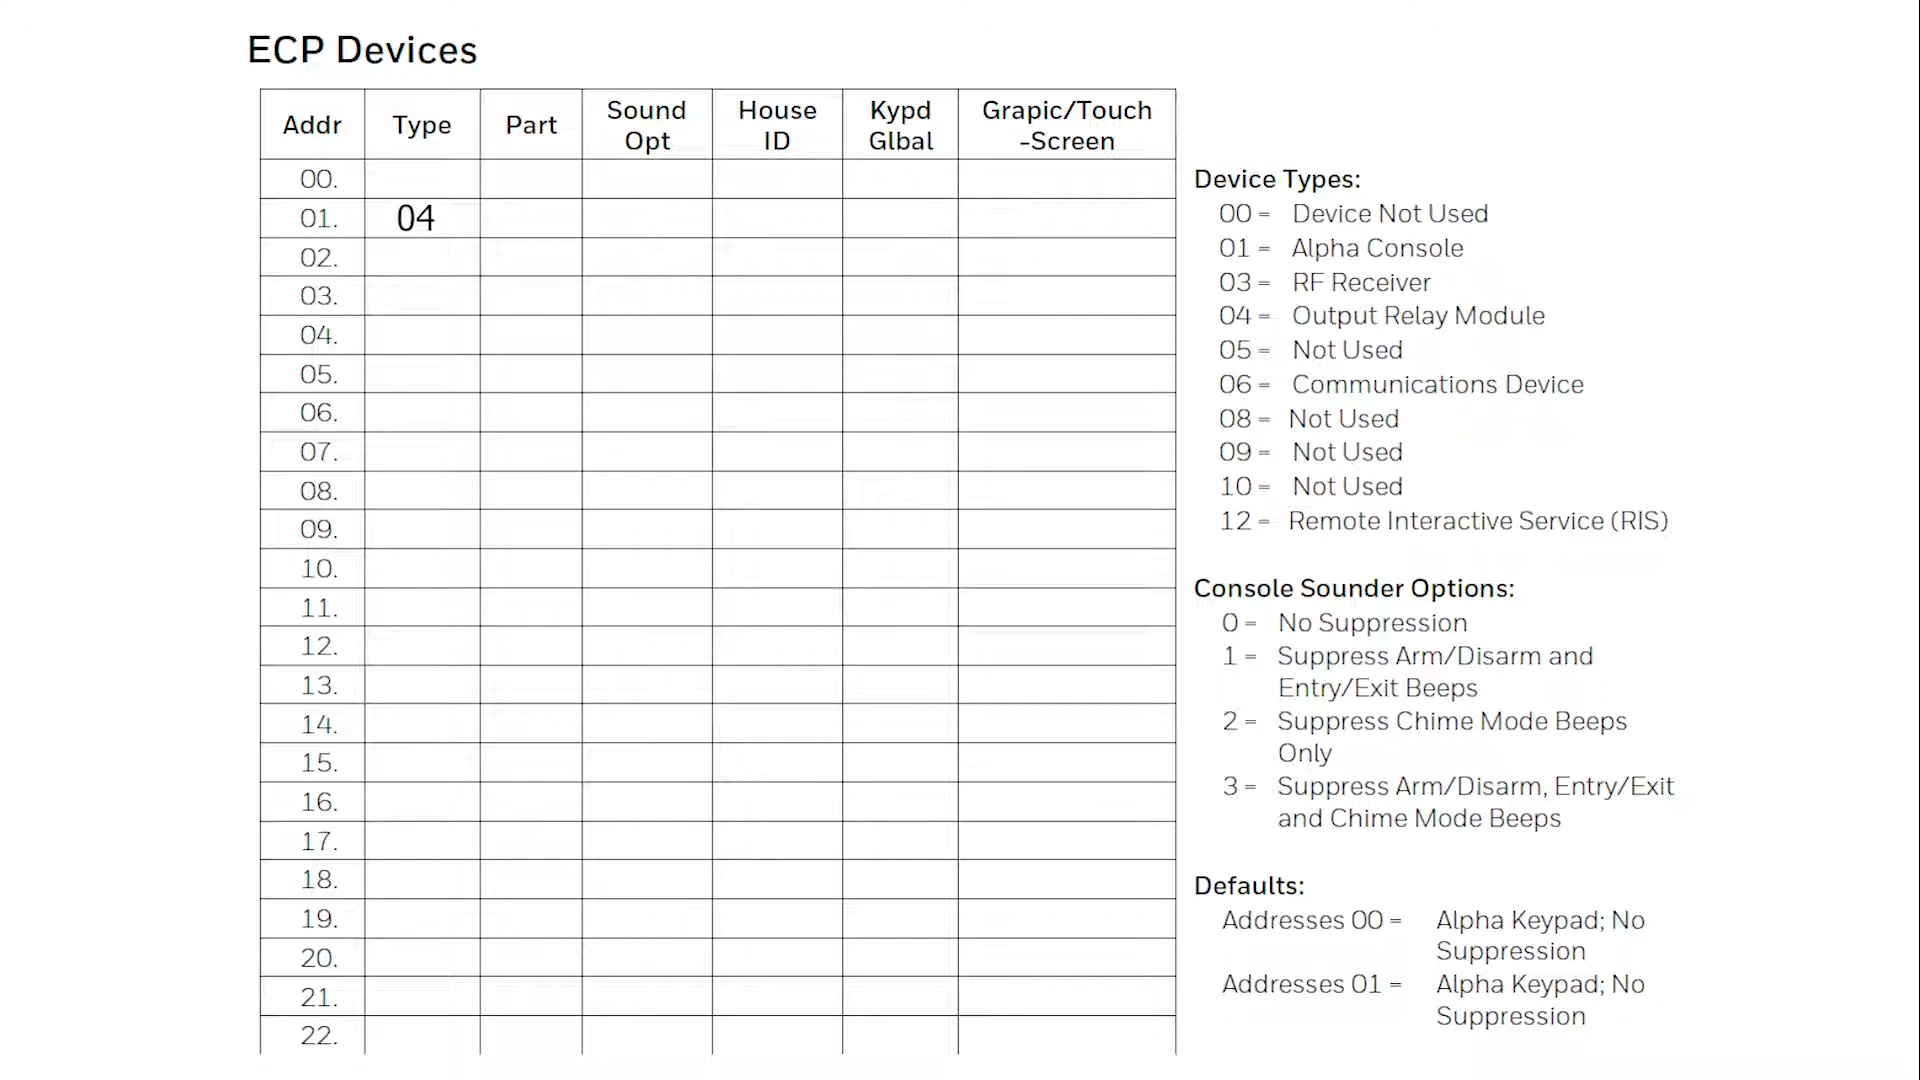 ECP Devices
Addr Type Part Sound Opt House ID Kypd Glbal Grapic/Touch -Screen
00.
01. 04
02.
03.
04.
05.
06.
07.
08.
09.
10.
11.
12.
13.
14.
15.
16.
17.
18.
19.
20.
21.
22.
Device Types:
00 = Device Not Used
01 = Alpha Console
03 = RF Receiver
04 = Output Relay Module
05 = Not Used
06 = Communications Device
08 = Not Used
09 = Not Used
10 = Not Used
12 = Remote Interactive Service (RIS)
Console Sounder Options:
0 = No Suppression
1 = Suppress Arm/Disarm and
Entry/Exit Beeps
2 = Suppress Chime Mode Beeps
Only
3 = Suppress Arm/Disarm, Entry/Exit
and Chime Mode Beeps
Defaults:
Addresses 00 = Alpha Keypad; No
Suppression
Addresses 01 = Alpha Keypad; No
Suppression